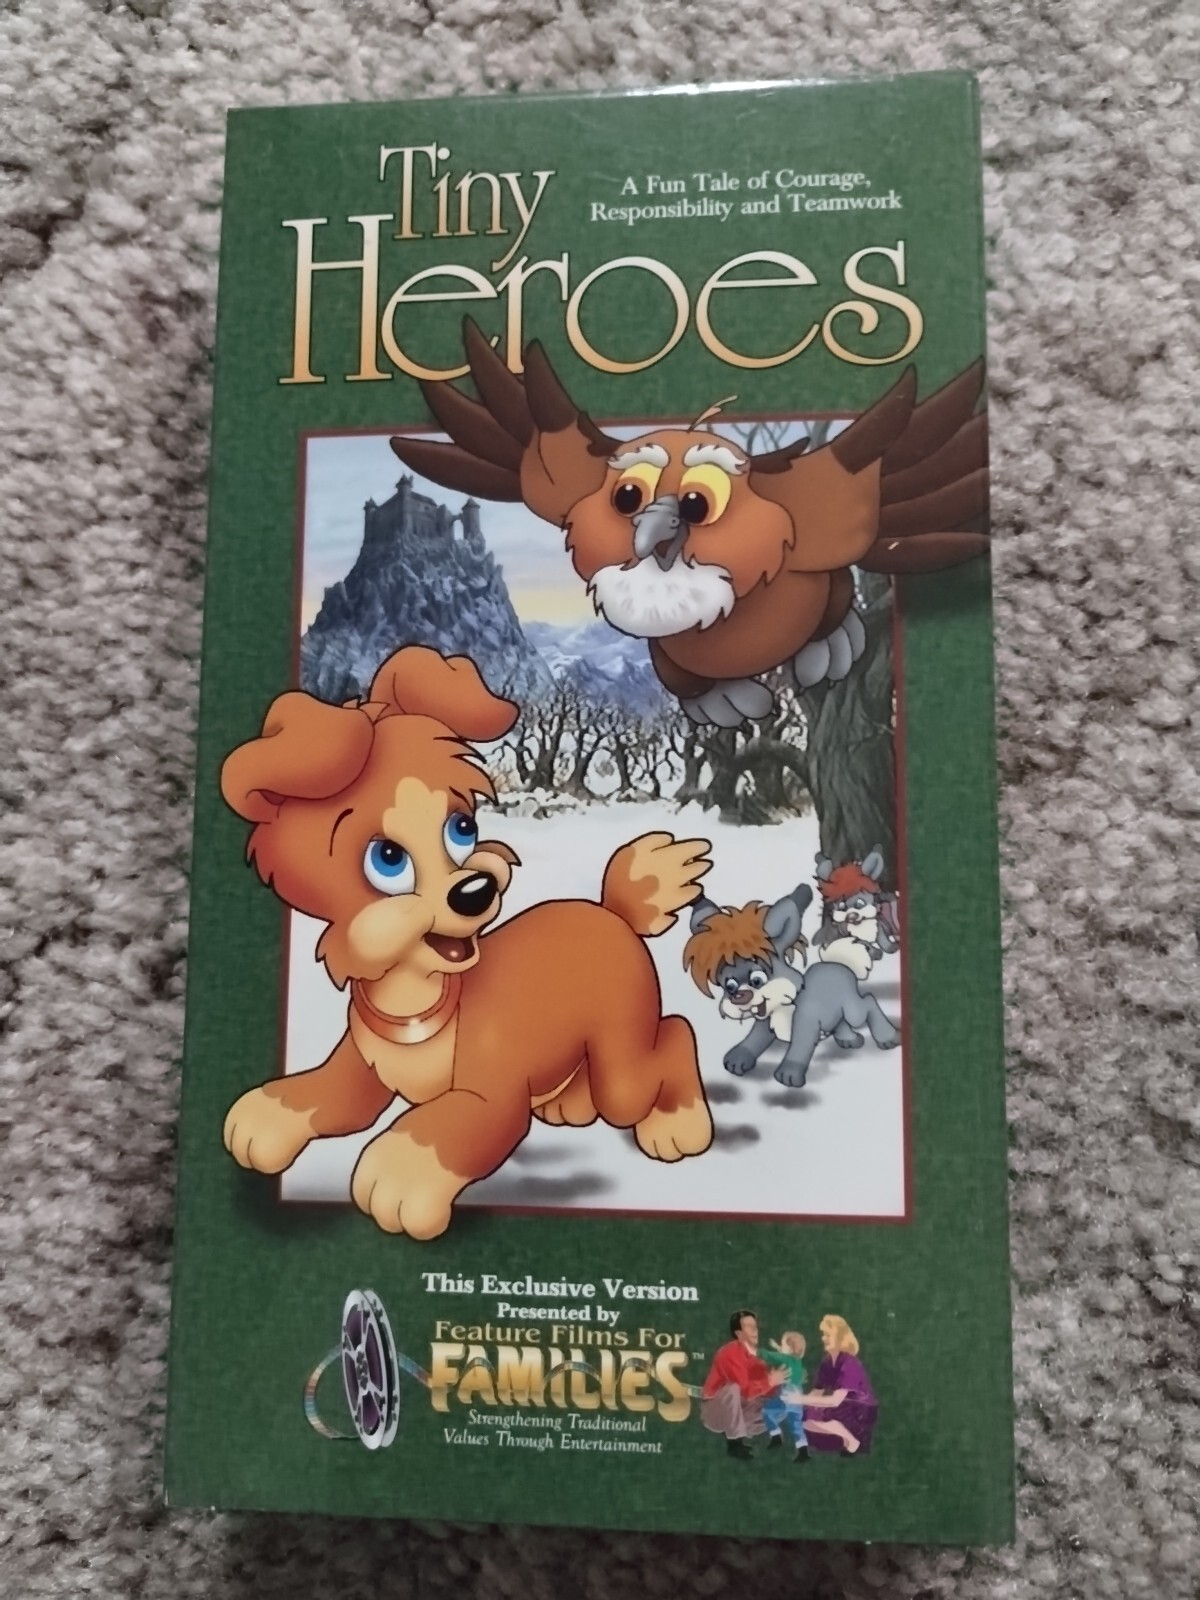 Tiny
Heroes
A Fun Tale of Courage,
Responsibility and Teamwork
This Exclusive Version
Presented by
Feature Films For
FAMILIES™
Strengthening Traditional
Values Through Entertainment